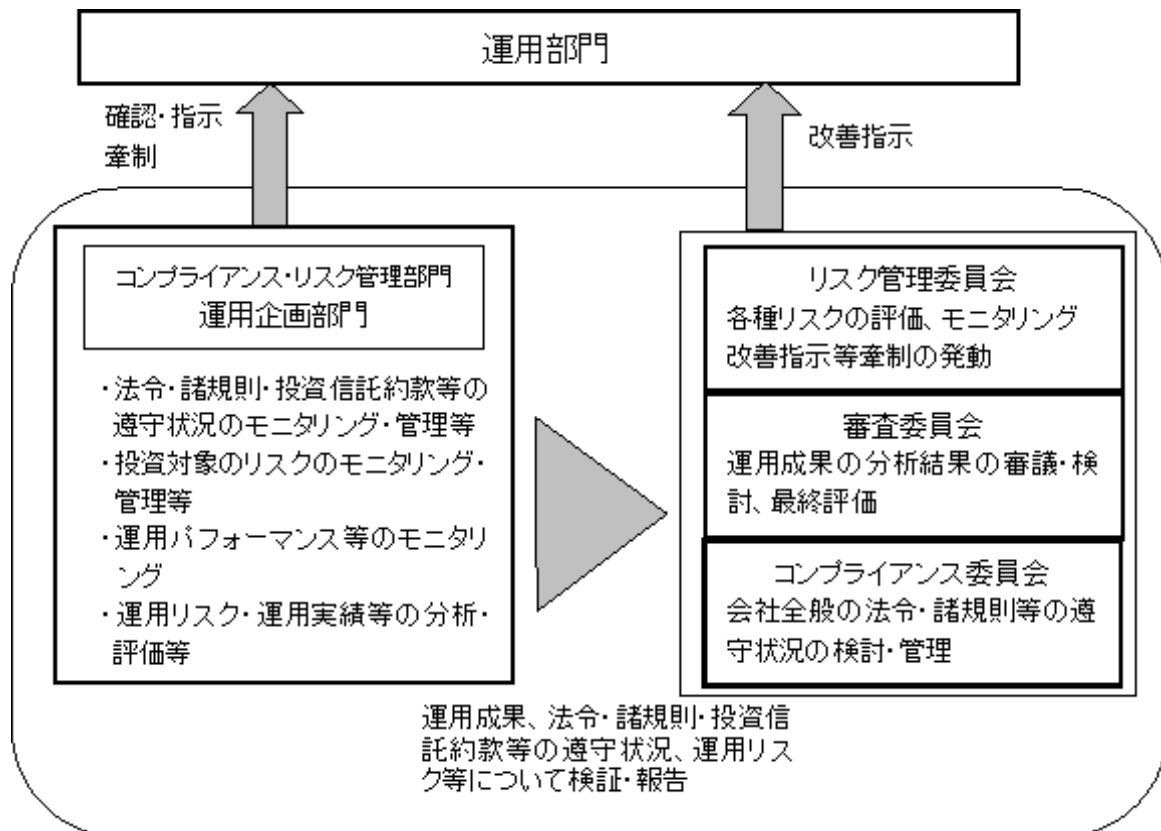 運用部門
確認・指示
牽制
改善指示
コンプライアンス・リスク管理部門
運用企画部門
・法令・諸規則・投資信託約款等の
遵守状況のモニタリング・管理等
・投資対象のリスクのモニタリング・
管理等
・運用パフォーマンス等のモニタリ
ング
・運用リスク・運用実績等の分析・
評価等
リスク管理委員会
各種リスクの評価、モニタリング
改善指示等牽制の発動
審査委員会
運用成果の分析結果の審議・検
討、最終評価
コンプライアンス委員会
会社全般の法令・諸規則等の遵
守状況の検討・管理
運用成果、法令・諸規則・投資信
託約款等の遵守状況、運用リス
ク等について検証・報告